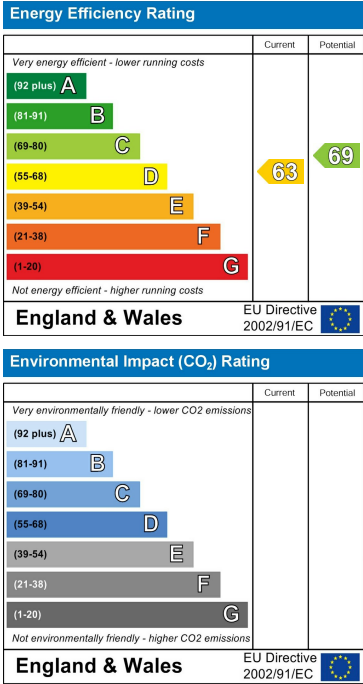 Energy Efficiency Rating
Current Potential
Very energy efficient - lower running costs
(92 plus) A
(81-91) B
(69-80) C
(55-68) D
(39-54) E
(21-38) F
(1-20) G
63
69
Not energy efficient - higher running costs
England & Wales
EU Directive
2002/91/EC
Environmental Impact (CO₂) Rating
Current Potential
Very environmentally friendly - lower CO2 emissions
(92 plus) A
(81-91) B
(69-80) C
(55-68) D
(39-54) E
(21-38) F
(1-20) G
Not environmentally friendly - higher CO2 emissions
England & Wales
EU Directive
2002/91/EC